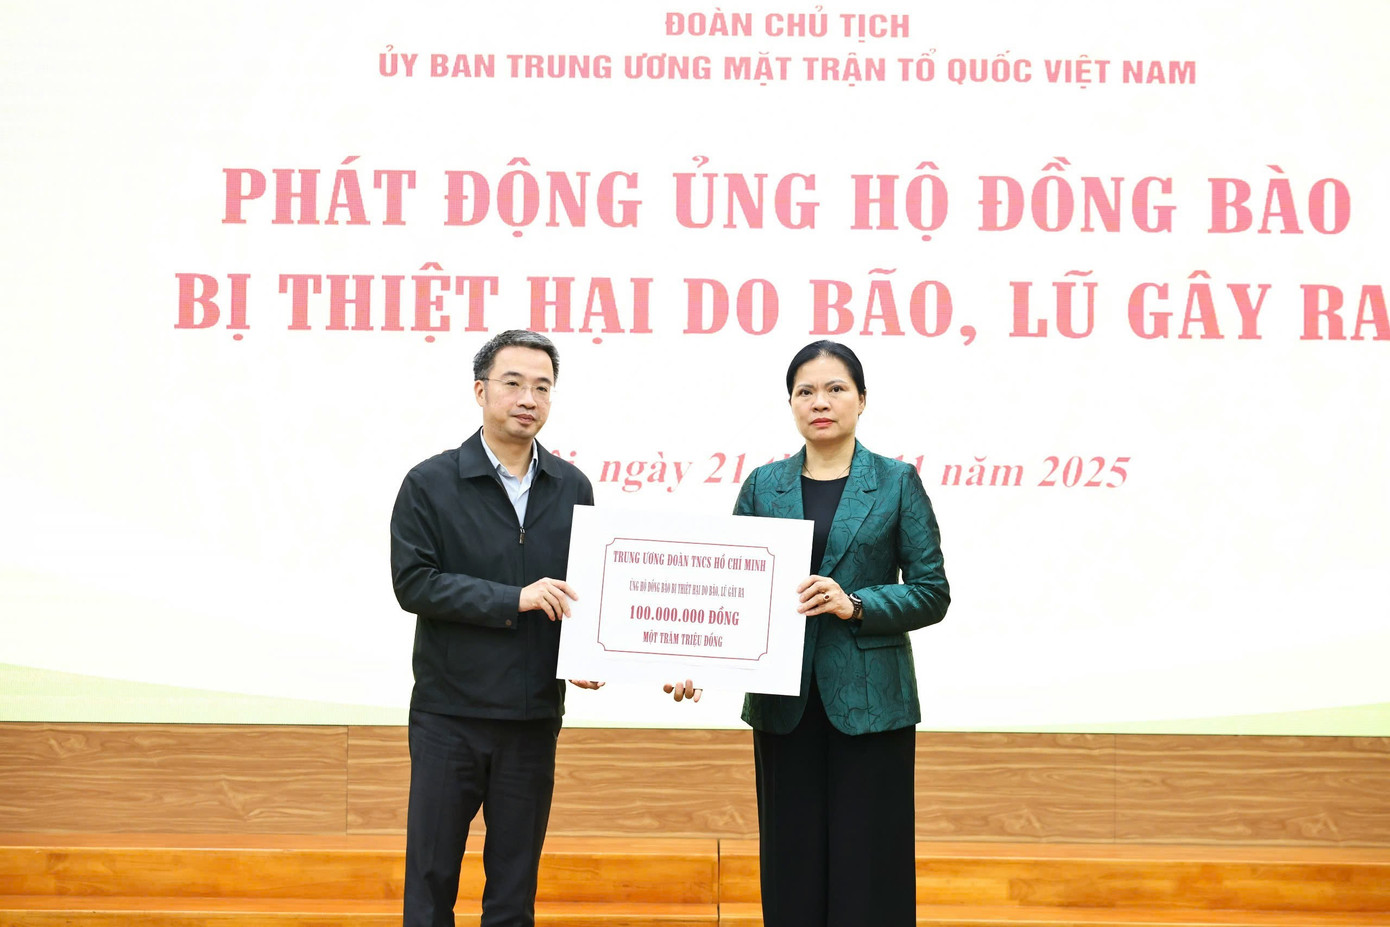 ĐOÀN CHỦ TỊCH
ỦY BAN TRUNG ƯƠNG MẶT TRẬN TỔ QUỐC VIỆT NAM
PHÁT ĐỘNG ỦNG HỘ ĐỒNG BÀO
BỊ THIỆT HẠI DO BÃO, LŨ GÂY RA
ngày 21 11 năm 2025
TRUNG ƯƠNG ĐOÀN TNCS HỒ CHÍ MINH
ỦNG HỘ ĐỒNG BÀO BỊ THIỆT HẠI DO BÃO, LŨ GÂY RA
100.000.000 ĐỒNG
MỘT TRĂM TRIỆU ĐỒNG